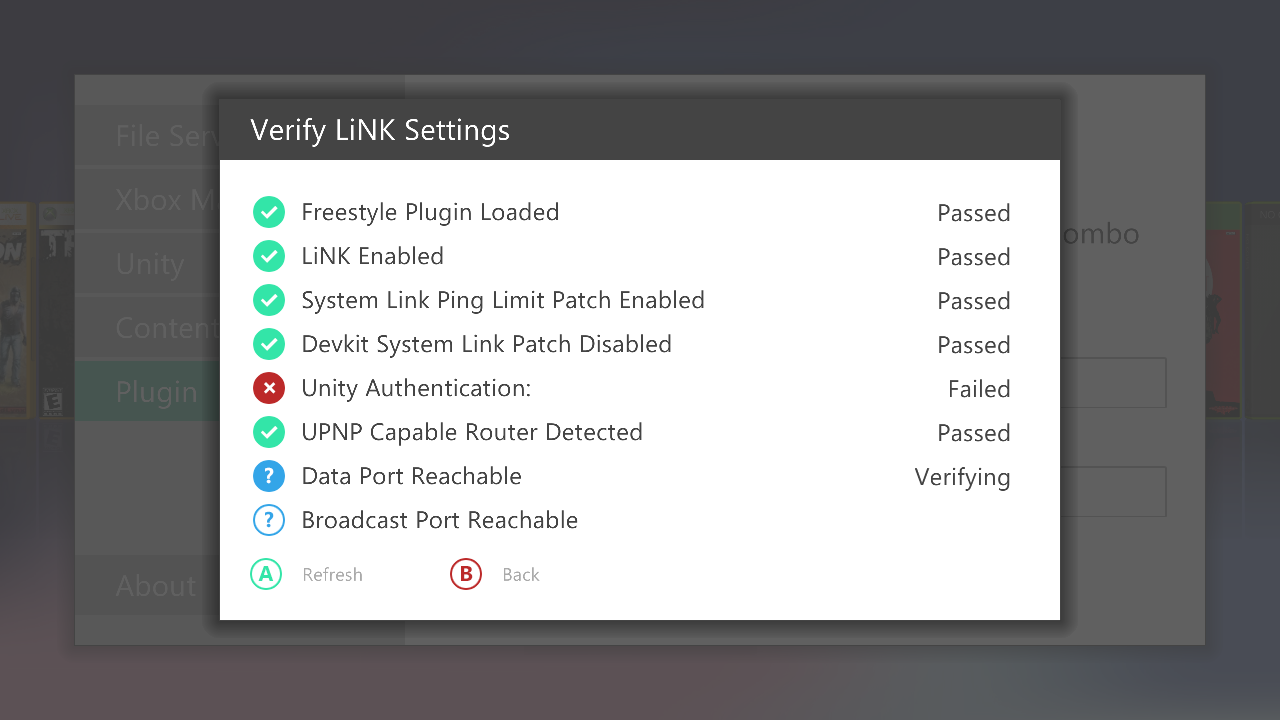 Verify LiNK Settings
Freestyle Plugin Loaded Passed
LiNK Enabled Passed
System Link Ping Limit Patch Enabled Passed
Devkit System Link Patch Disabled Passed
Unity Authentication: Failed
UPNP Capable Router Detected Passed
? Data Port Reachable Verifying
? Broadcast Port Reachable
A Refresh B Back
File Serv
Xbox M
Unity
Content
Plugin
About
ombo